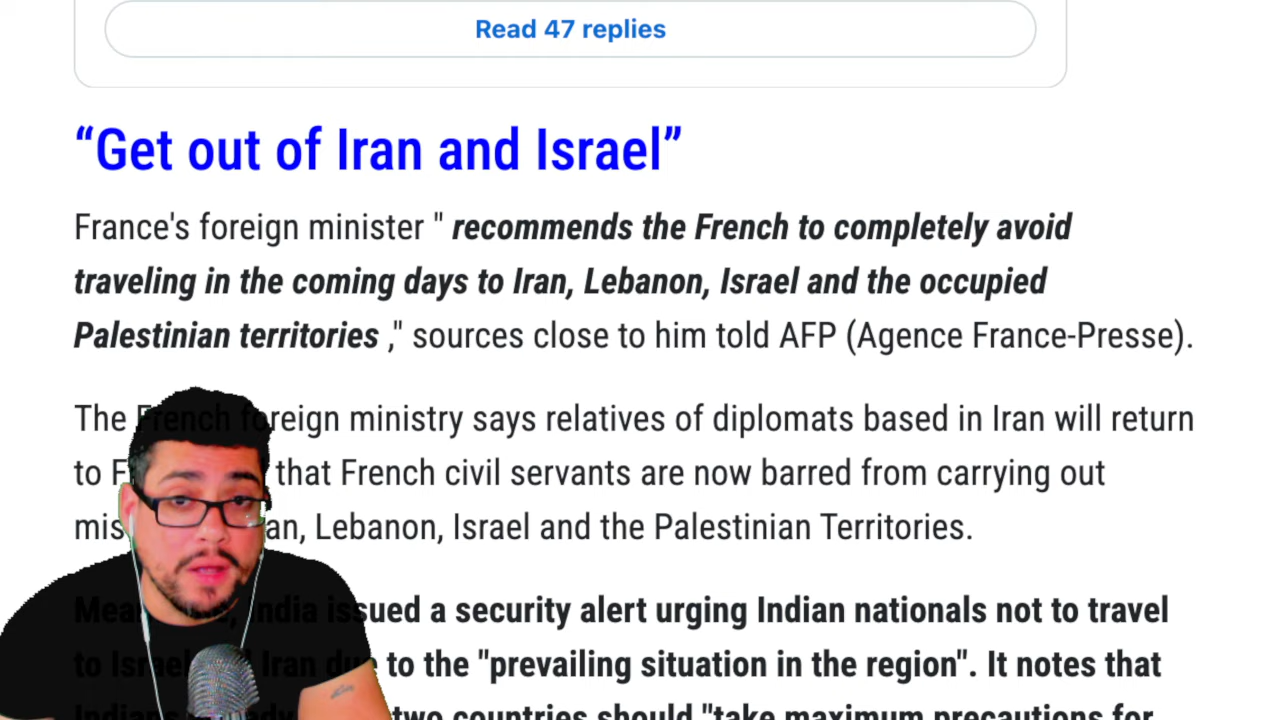 Read 47 replies
“Get out of Iran and Israel”
France's foreign minister " recommends the French to completely avoid
traveling in the coming days to Iran, Lebanon, Israel and the occupied
Palestinian territories ," sources close to him told AFP (Agence France-Presse).
The French foreign ministry says relatives of diplomats based in Iran will return
to that French civil servants are now barred from carrying out
Lebanon, Israel and the Palestinian Territories.
India issued a security alert urging Indian nationals not to travel
to Israel Iran due to the "prevailing situation in the region". It notes that
two countries should "take maximum precautions for